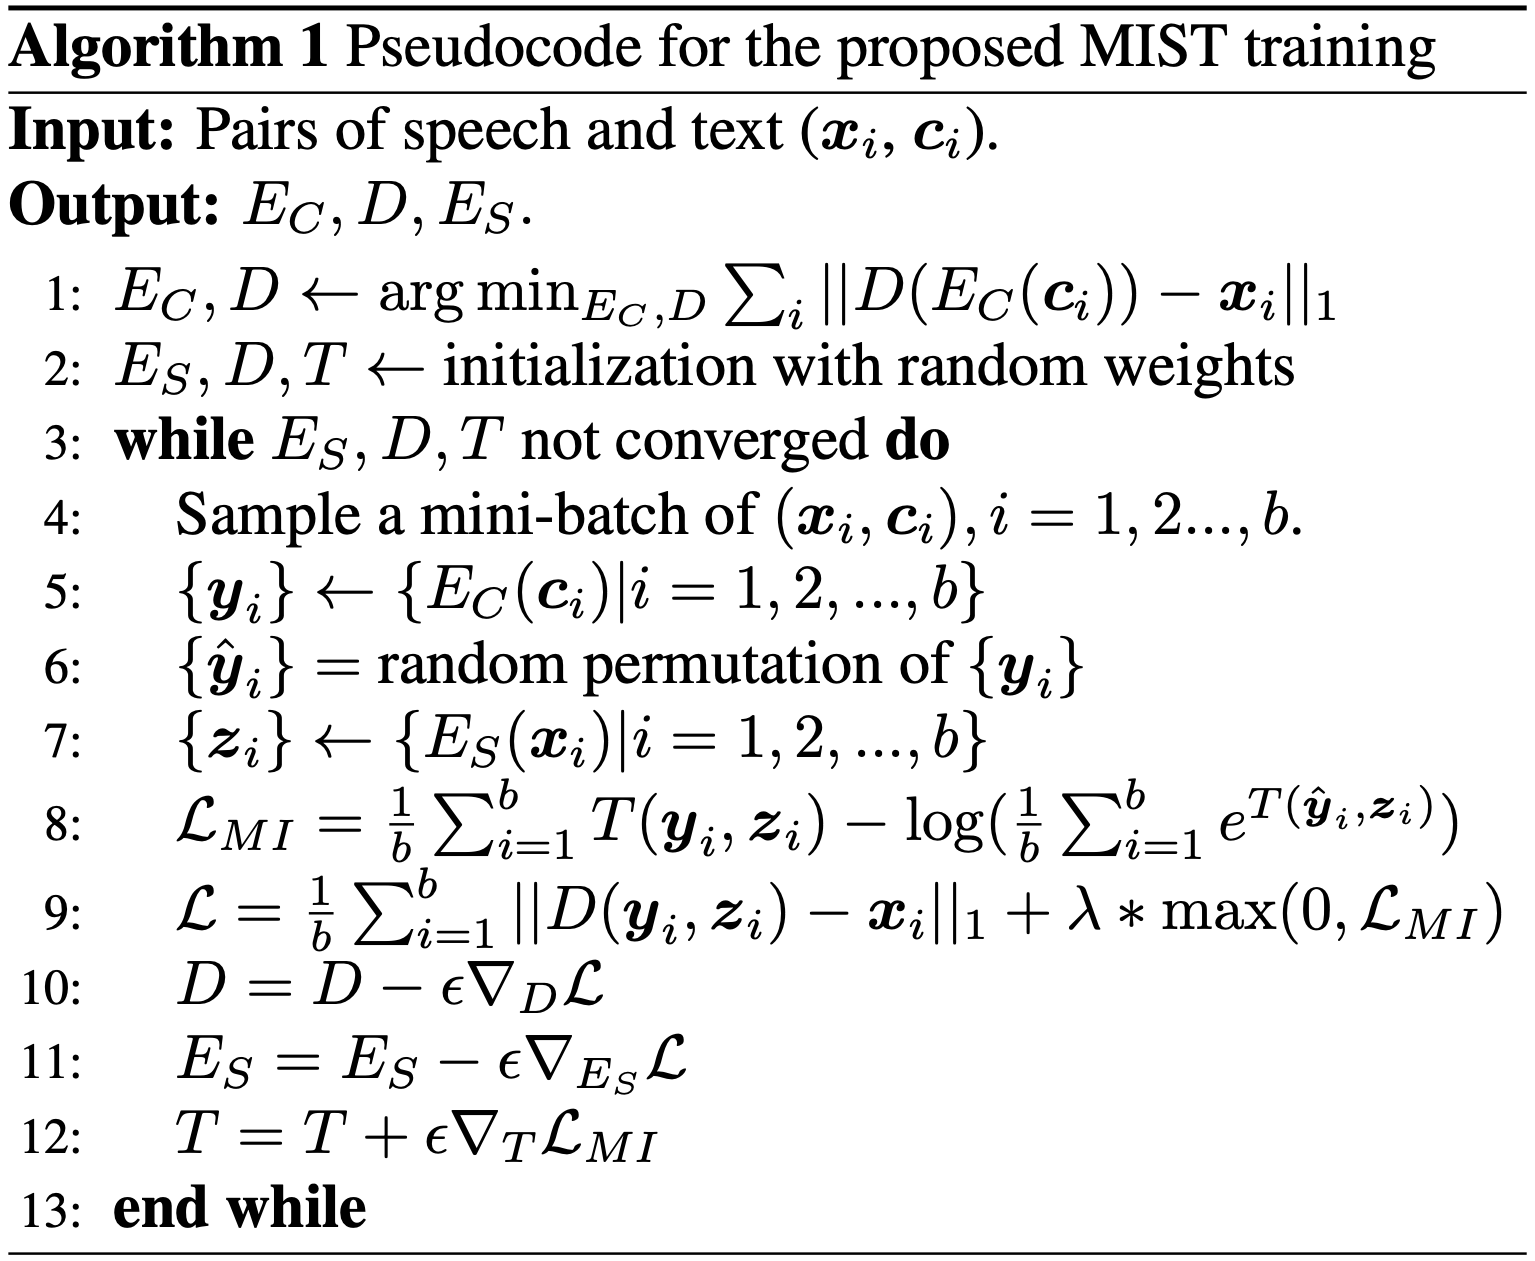 Algorithm 1 Pseudocode for the proposed MIST training
Input: Pairs of speech and text $(\boldsymbol{x}_i, \boldsymbol{c}_i)$.
Output: $E_C, D, E_S$.
1: $E_C, D \leftarrow \arg\min_{E_C, D} \sum_i ||D(E_C(\boldsymbol{c}_i)) - \boldsymbol{x}_i||_1$
2: $E_S, D, T \leftarrow$ initialization with random weights
3: while $E_S, D, T$ not converged do
4: Sample a mini-batch of $(\boldsymbol{x}_i, \boldsymbol{c}_i), i = 1, 2..., b$.
5: $\{\boldsymbol{y}_i\} \leftarrow \{E_C(\boldsymbol{c}_i) | i = 1, 2, ..., b\}$
6: $\{\hat{\boldsymbol{y}}_i\} =$ random permutation of $\{\boldsymbol{y}_i\}$
7: $\{\boldsymbol{z}_i\} \leftarrow \{E_S(\boldsymbol{x}_i) | i = 1, 2, ..., b\}$
8: $\mathcal{L}_{MI} = \frac{1}{b} \sum_{i=1}^{b} T(\boldsymbol{y}_i, \boldsymbol{z}_i) - \log(\frac{1}{b} \sum_{i=1}^{b} e^{T(\hat{\boldsymbol{y}}_i, \boldsymbol{z}_i)})$
9: $\mathcal{L} = \frac{1}{b} \sum_{i=1}^{b} ||D(\boldsymbol{y}_i, \boldsymbol{z}_i) - \boldsymbol{x}_i||_1 + \lambda * \max(0, \mathcal{L}_{MI})$
10: $D = D - \epsilon \nabla_D \mathcal{L}$
11: $E_S = E_S - \epsilon \nabla_{E_S} \mathcal{L}$
12: $T = T + \epsilon \nabla_T \mathcal{L}_{MI}$
13: end while